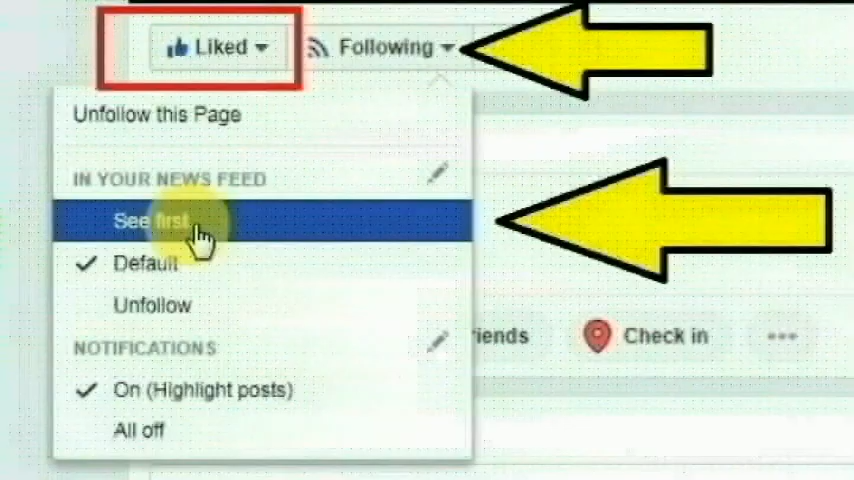 Liked Following
Unfollow this Page
IN YOUR NEWS FEED
See first
Default
Unfollow
NOTIFICATIONS
riends Check in
On (Highlight posts)
All off